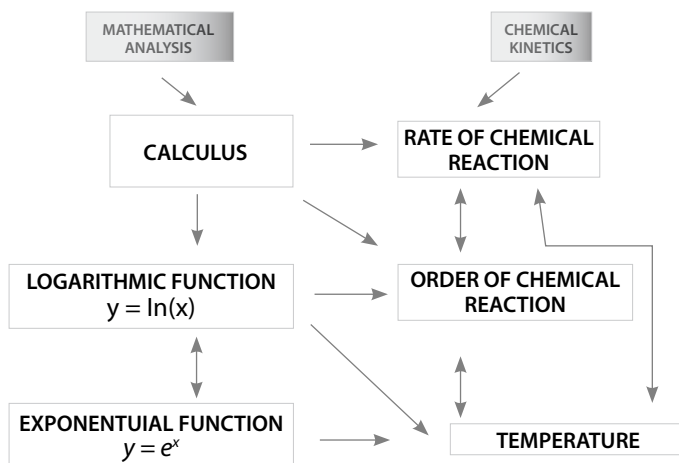 MATHEMATICAL
ANALYSIS
CHEMICAL
KINETICS
CALCULUS
RATE OF CHEMICAL
REACTION
LOGARITHMIC FUNCTION
y = ln(x)
ORDER OF CHEMICAL
REACTION
EXPONENTUIAL FUNCTION
y = eˣ
TEMPERATURE